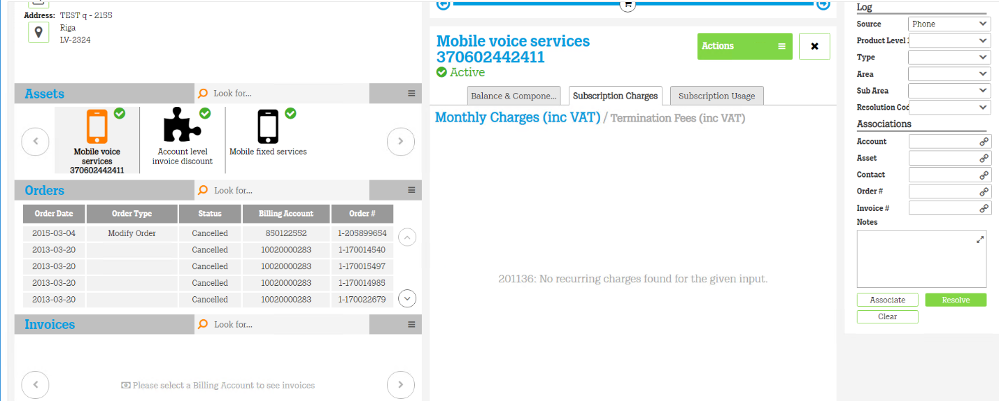 Address: TEST q - 2155
Riga
LV-2324
Assets
Look for...
Mobile voice
services
370602442411
Account level
invoice discount
Mobile fixed services
Orders
Look for...
Order Date Order Type Status Billing Account Order #
2015-03-04 Modify Order Cancelled 850122552 1-205899654
2013-03-20 Cancelled 10020000283 1-170014540
2013-03-20 Cancelled 10020000283 1-170015497
2013-03-20 Cancelled 10020000283 1-170014985
2013-03-20 Cancelled 10020000283 1-170022679
Invoices
Look for...
Please select a Billing Account to see invoices
Mobile voice services
370602442411
Active
Actions
Balance & Compone...
Subscription Charges
Subscription Usage
Monthly Charges (inc VAT) / Termination Fees (inc VAT)
201136: No recurring charges found for the given input.
Log
Source Phone
Product Level
Type
Area
Sub Area
Resolution Cod
Associations
Account
Asset
Contact
Order #
Invoice #
Notes
Associate
Resolve
Clear